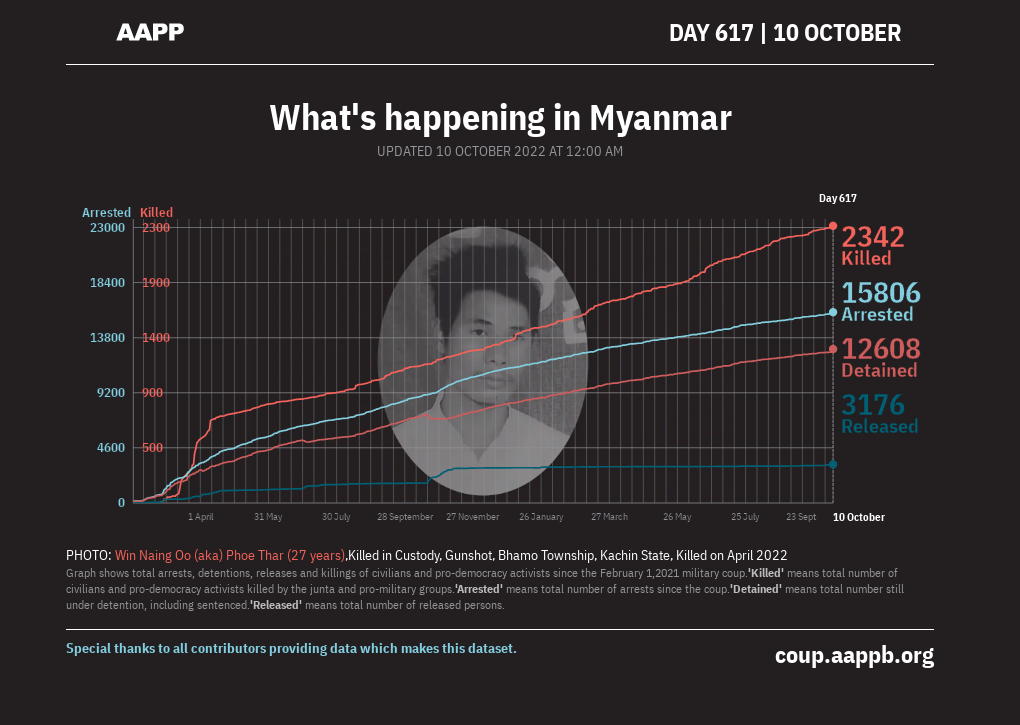 AAPP
DAY 617 | 10 OCTOBER
What's happening in Myanmar
UPDATED 10 OCTOBER 2022 AT 12:00 AM
Day 617
Arrested Killed
23000 2300
18400 1900
13800 1400
9200 900
4600 500
0
2342
Killed
15806
Arrested
12608
Detained
3176
Released
1 April 31 May 30 July 28 September 27 November 26 January 27 March 26 May 25 July 23 Sept 10 October
PHOTO: Win Naing Oo (aka) Phoe Thar (27 years),Killed in Custody, Gunshot, Bhamo Township, Kachin State, Killed on April 2022
Graph shows total arrests, detentions, releases and killings of civilians and pro-democracy activists since the February 1,2021 military coup.'Killed' means total number of
civilians and pro-democracy activists killed by the junta and pro-military groups.'Arrested' means total number of arrests since the coup.'Detained' means total number still
under detention, including sentenced.'Released' means total number of released persons.
Special thanks to all contributors providing data which makes this dataset.
coup.aappb.org